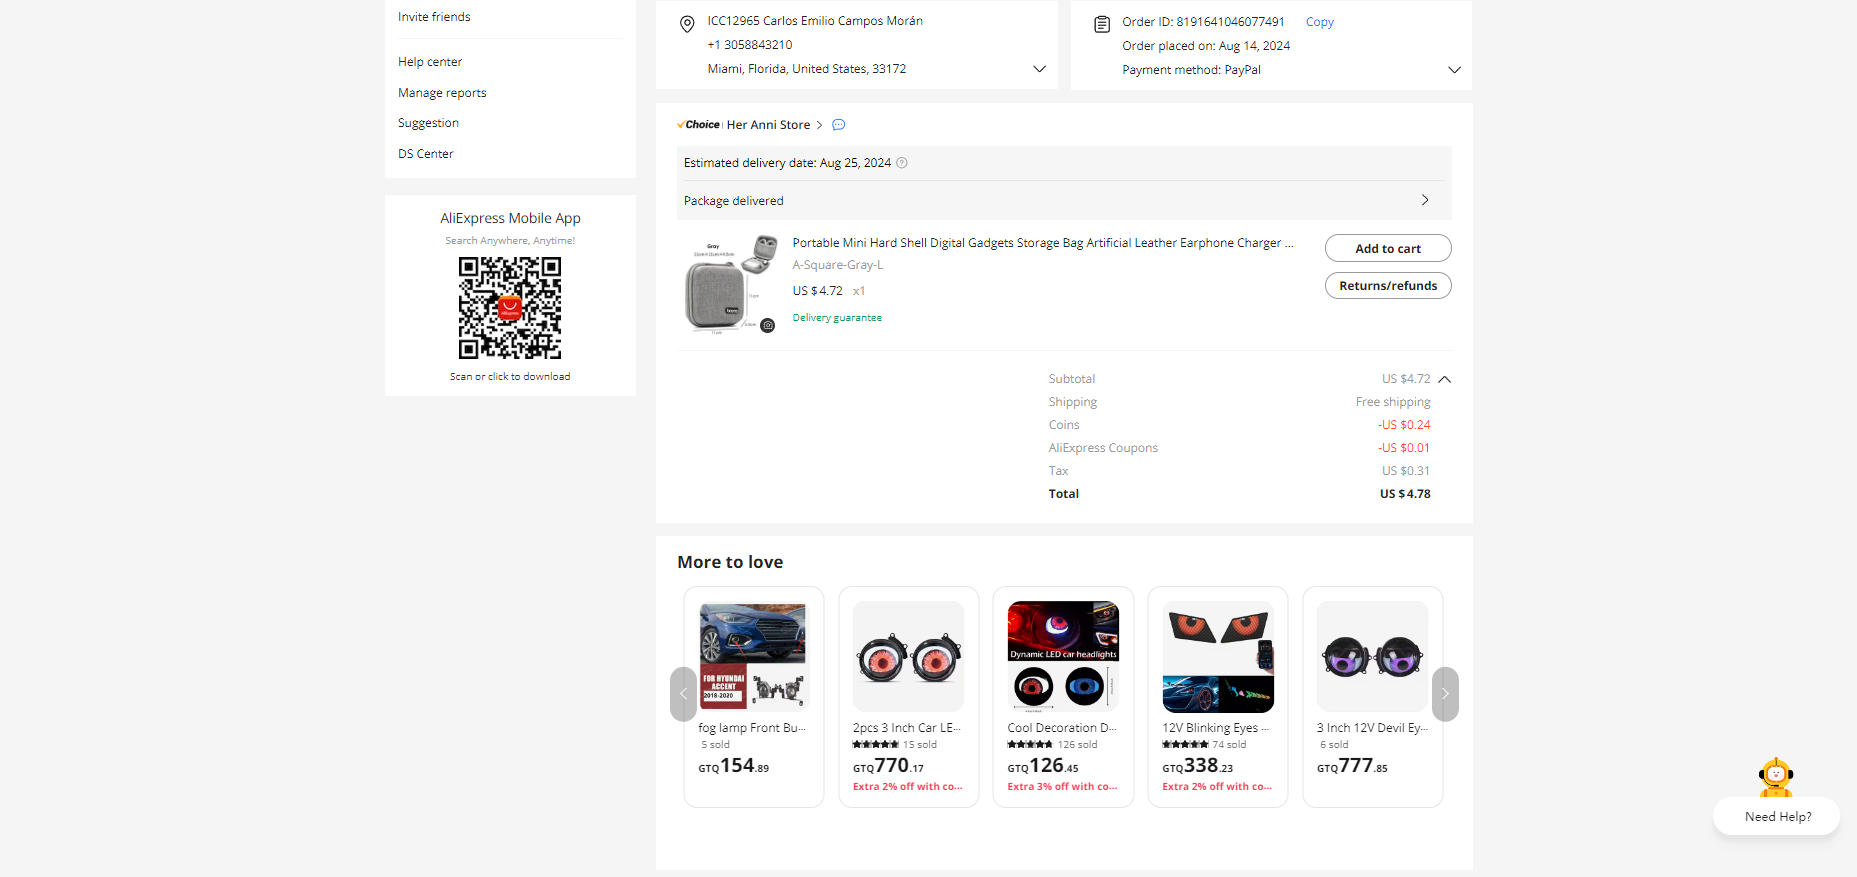 Invite friends
Help center
Manage reports
Suggestion
DS Center
AliExpress Mobile App
Search Anywhere, Anytime!
AliExpress
Scan or click to download
ICC12965 Carlos Emilio Campos Morán
+1 3058843210
Miami, Florida, United States, 33172
Order ID: 8191641046077491 Copy
Order placed on: Aug 14, 2024
Payment method: PayPal
Choice Her Anni Store
Estimated delivery date: Aug 25, 2024
Package delivered
Gray
Portable Mini Hard Shell Digital Gadgets Storage Bag Artificial Leather Earphone Charger ...
A-Square-Gray-L
US $4.72 x1
Delivery guarantee
Add to cart
Returns/refunds
Subtotal US $4.72
Shipping Free shipping
Coins -US $0.24
AliExpress Coupons -US $0.01
Tax US $0.31
Total US $4.78
More to love
FOR HYUNDAI
ACCENT
2018-2020
fog lamp Front Bu...
5 sold
GTQ154.89
2pcs 3 Inch Car LE...
15 sold
GTQ770.17
Extra 2% off with co...
Dynamic LED car headlights
Cool Decoration D...
126 sold
GTQ126.45
Extra 3% off with co...
12V Blinking Eyes ...
74 sold
GTQ338.23
Extra 2% off with co...
3 Inch 12V Devil Ey...
6 sold
GTQ777.85
Need Help?